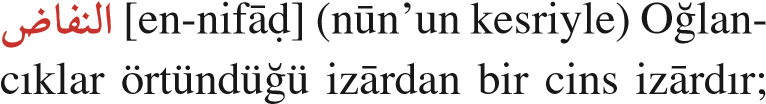 النفاض [en-nifāḍ] (nūn’un kesriyle) Oğlan-
cıklar örtündüğü izārdan bir cins izārdır;